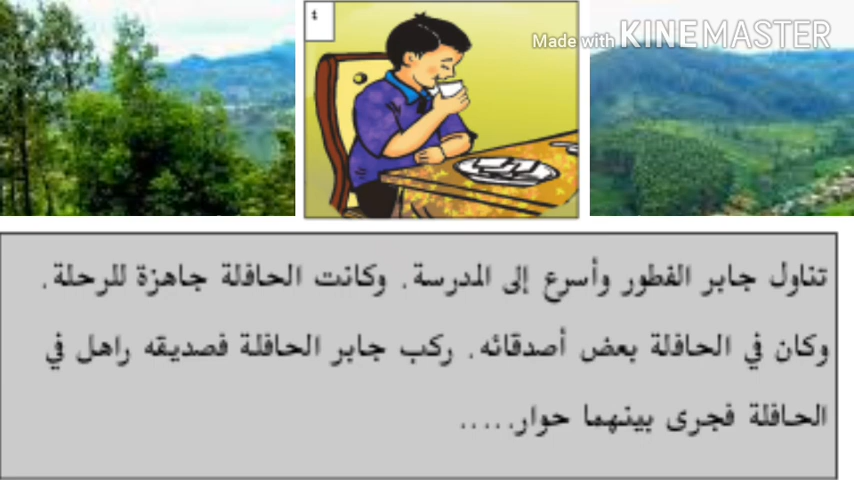 ٤
Made with KINEMASTER
تناول جابر الفطور وأسرع إلى المدرسة. وكانت الحافلة جاهزة للرحلة.
وكان في الحافلة بعض أصدقائه. ركب جابر الحافلة فصديقه راهل في
الحافلة فجرى بينهما حوار.....